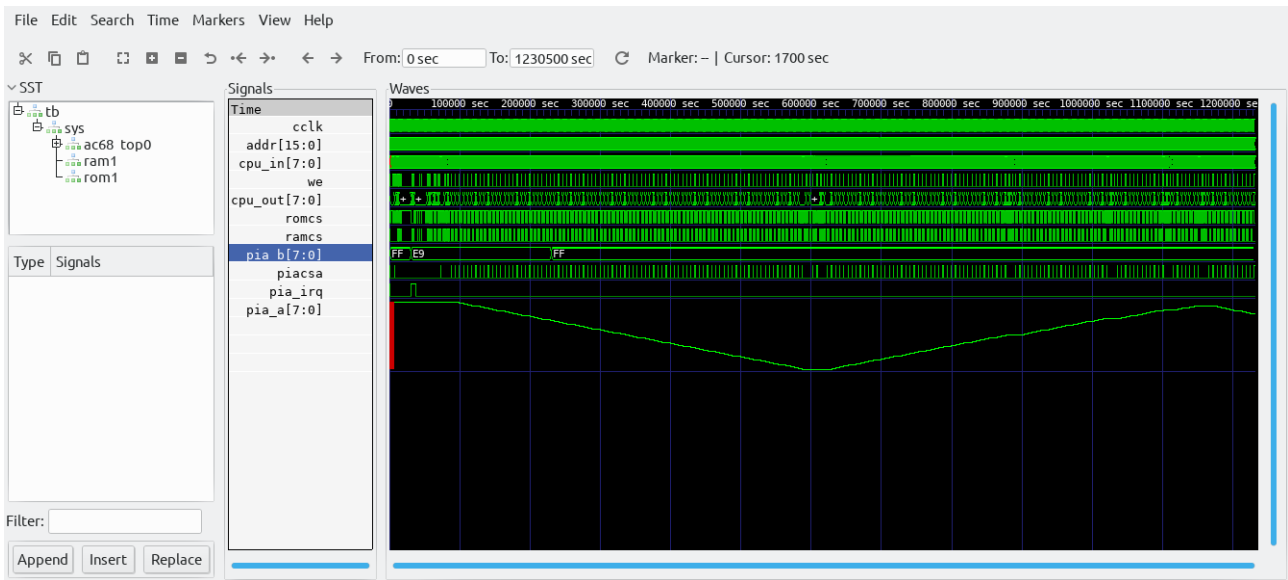 File Edit Search Time Markers View Help
From: 0 sec To: 1230500 sec Marker: -- | Cursor: 1700 sec
SST
tb
sys
ac68_top0
ram1
rom1
Type Signals
Filter:
Append Insert Replace
Signals
Time
cclk
addr[15:0]
cpu_in[7:0]
we
cpu_out[7:0]
romcs
ramcs
pia_b[7:0]
piacsa
pia_irq
pia_a[7:0]
Waves
0 100000 sec 200000 sec 300000 sec 400000 sec 500000 sec 600000 sec 700000 sec 800000 sec 900000 sec 1000000 sec 1100000 sec 1200000 se
+ + +
FF E9 FF